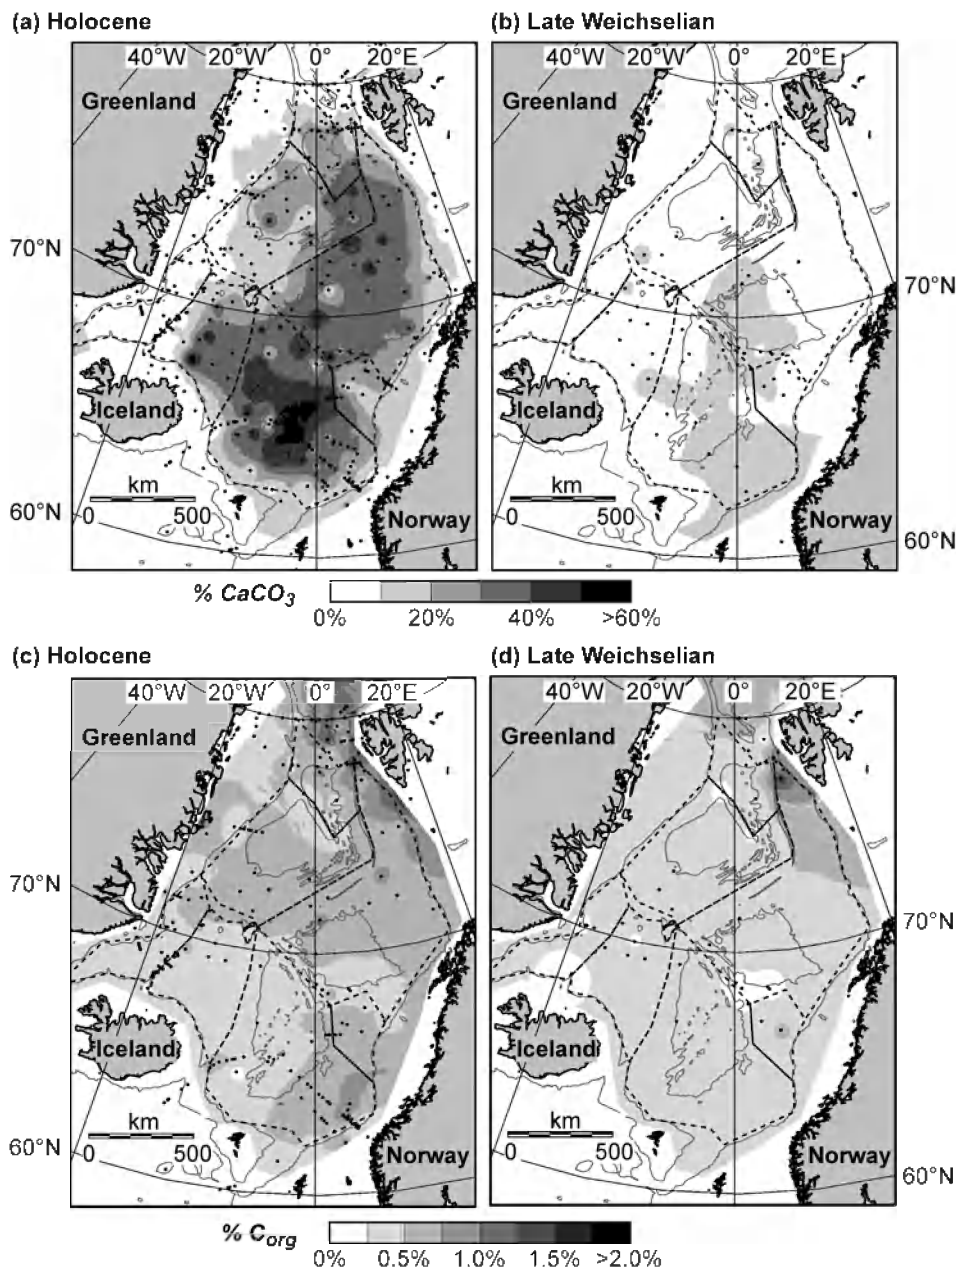 (a) Holocene
(b) Late Weichselian
40°W
0°
20°E
40°W 20°W
0°
20°E
Greenland
Greenland
70°N
70°N
Iceland
Iceland
km
km
0
500
0
500
60°N
Norway
Norway
60°N
% CaCO3
0%
20%
40%
>60%
(c) Holocene
(d) Late Weichselian
40°W
20°W
0°
20°E
40°W
20°W
0°
20°E
Greenland
Greenland
70°N
70°N
Iceland
Iceland
km
km
0
500
0
500
60°N
Norway
Norway
60°N
% Corg
0%
0.5%
1.0%
1.5%
>2.0%